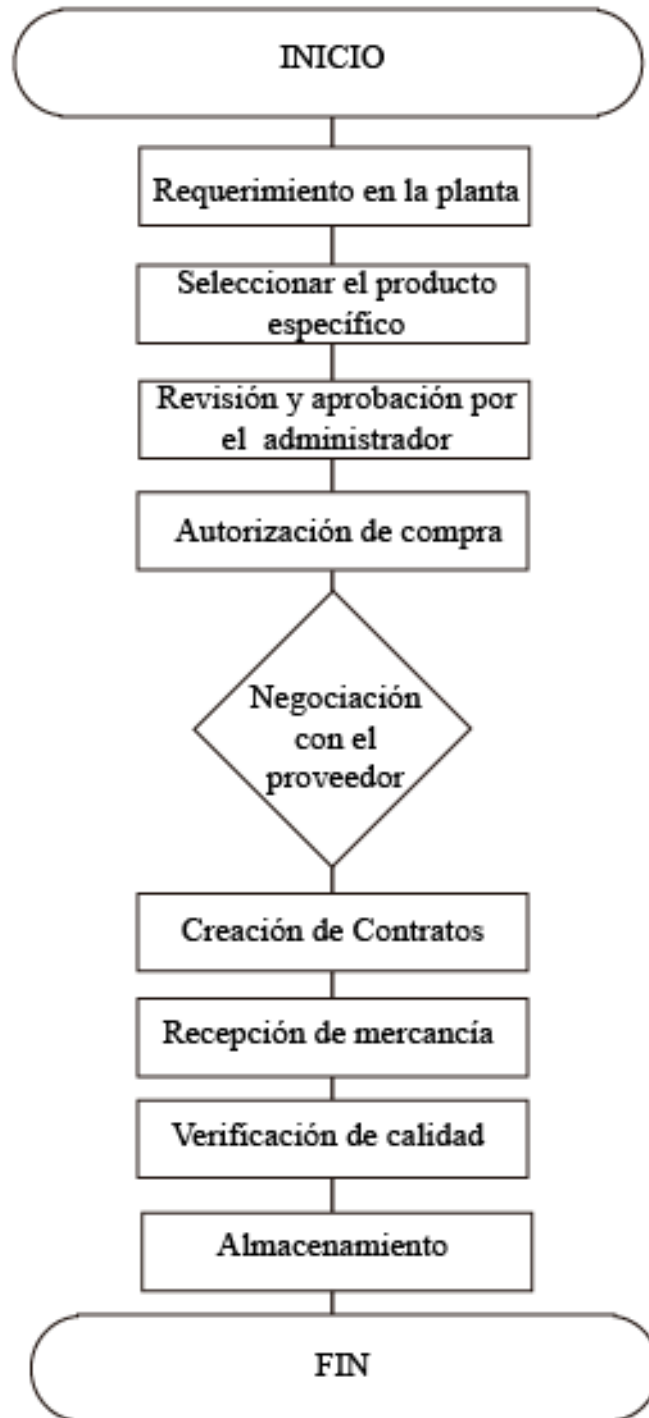 INICIO
Requerimiento en la planta
Seleccionar el producto
específico
Revisión y aprobación por
el administrador
Autorización de compra
Negociación
con el
proveedor
Creación de Contratos
Recepción de mercancía
Verificación de calidad
Almacenamiento
FIN